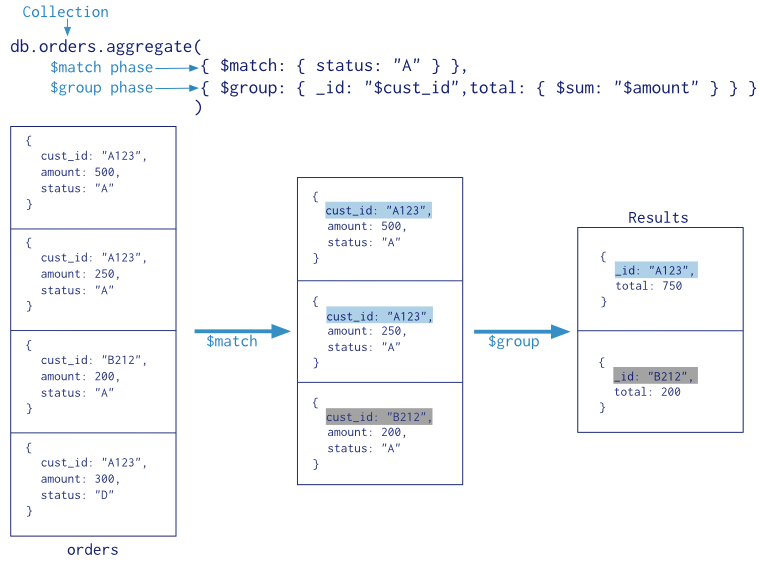 Collection
db.orders.aggregate(
$match phase { $match: { status: "A" } },
$group phase { $group: { _id: "$cust_id",total: { $sum: "$amount" } } }
)
{
cust_id: "A123",
amount: 500,
status: "A"
}
{
cust_id: "A123",
amount: 250,
status: "A"
}
{
cust_id: "B212",
amount: 200,
status: "A"
}
{
cust_id: "A123",
amount: 300,
status: "D"
}
orders
$match
{
cust_id: "A123",
amount: 500,
status: "A"
}
{
cust_id: "A123",
amount: 250,
status: "A"
}
{
cust_id: "B212",
amount: 200,
status: "A"
}
$group
Results
{
_id: "A123",
total: 750
}
{
_id: "B212",
total: 200
}